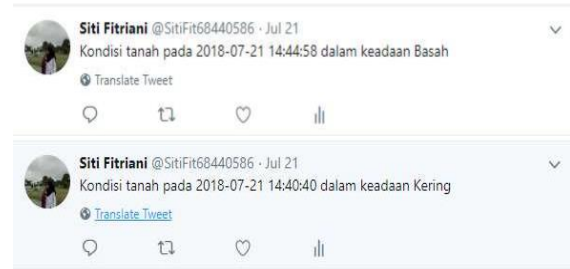 Siti Fitriani @SitiFit68440586 · Jul 21
Kondisi tanah pada 2018-07-21 14:44:58 dalam keadaan Basah
Translate Tweet
Siti Fitriani @SitiFit68440586 · Jul 21
Kondisi tanah pada 2018-07-21 14:40:40 dalam keadaan Kering
Translate Tweet